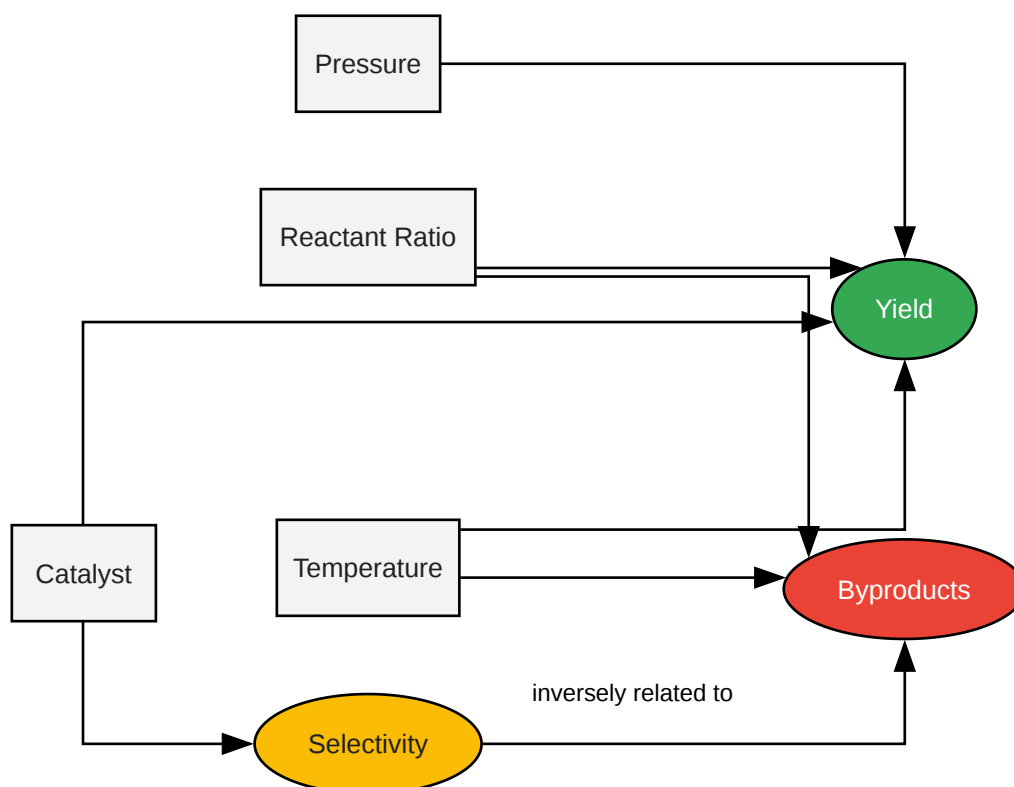 Pressure
Reactant Ratio
Yield
Catalyst
Temperature
Byproducts
inversely related to
Selectivity